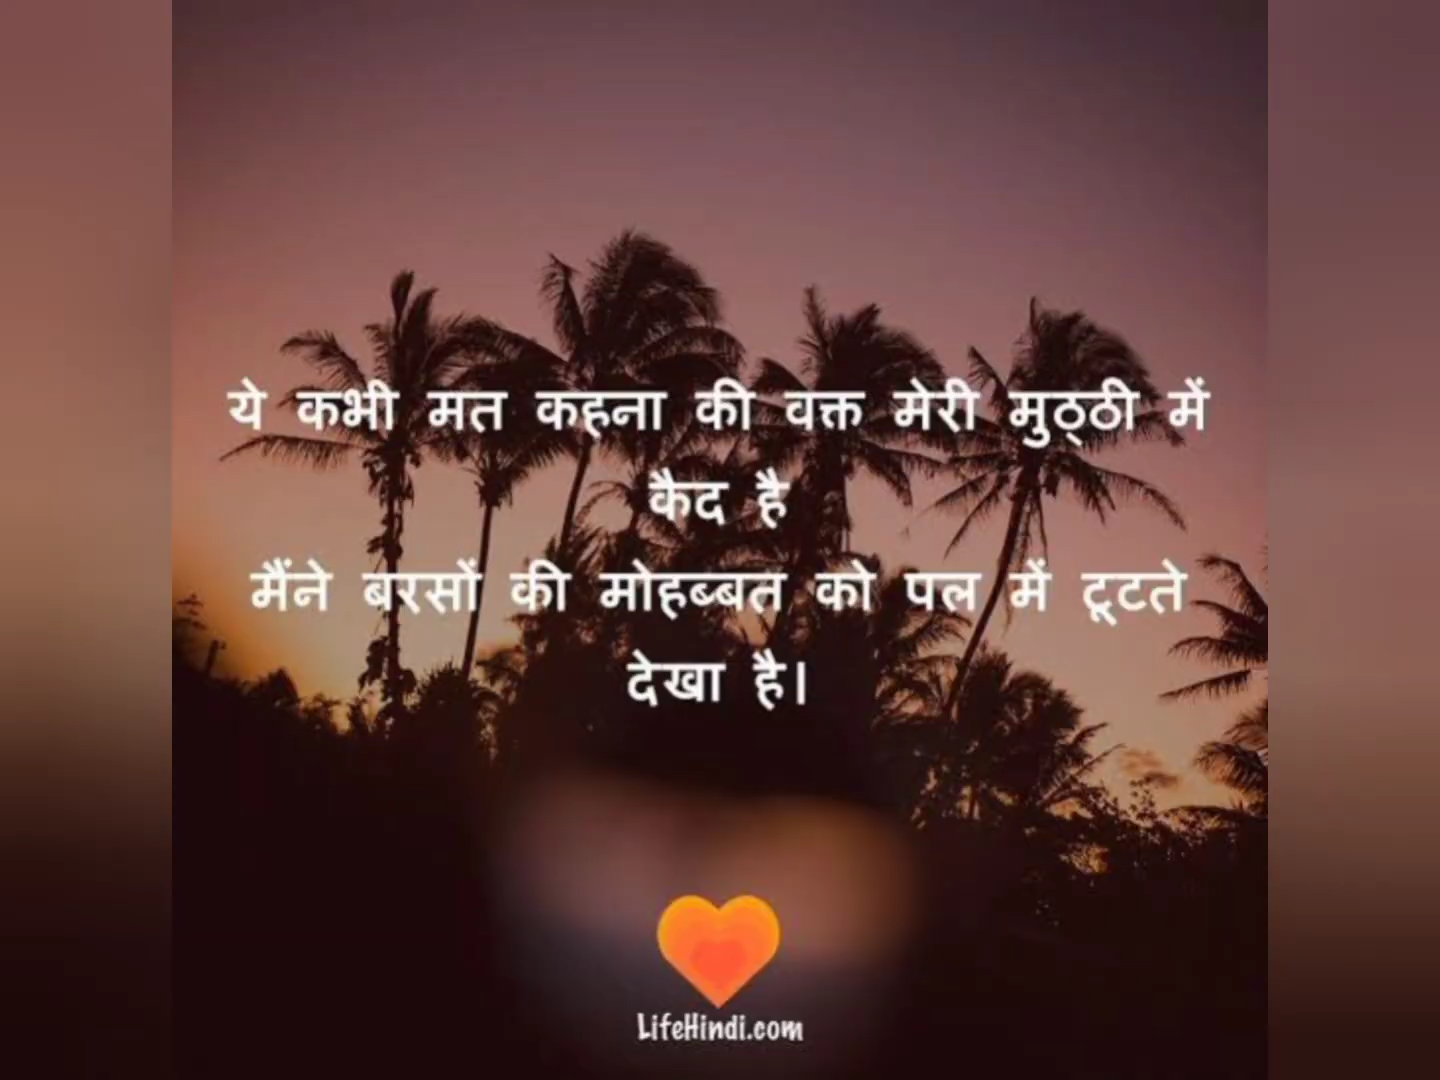 ये कभी मत कहना की वक्त मेरी मुठ्ठी में
कैद है
मैंने बरसों की मोहब्बत को पल में टूटते
देखा है।
LifeHindi.com